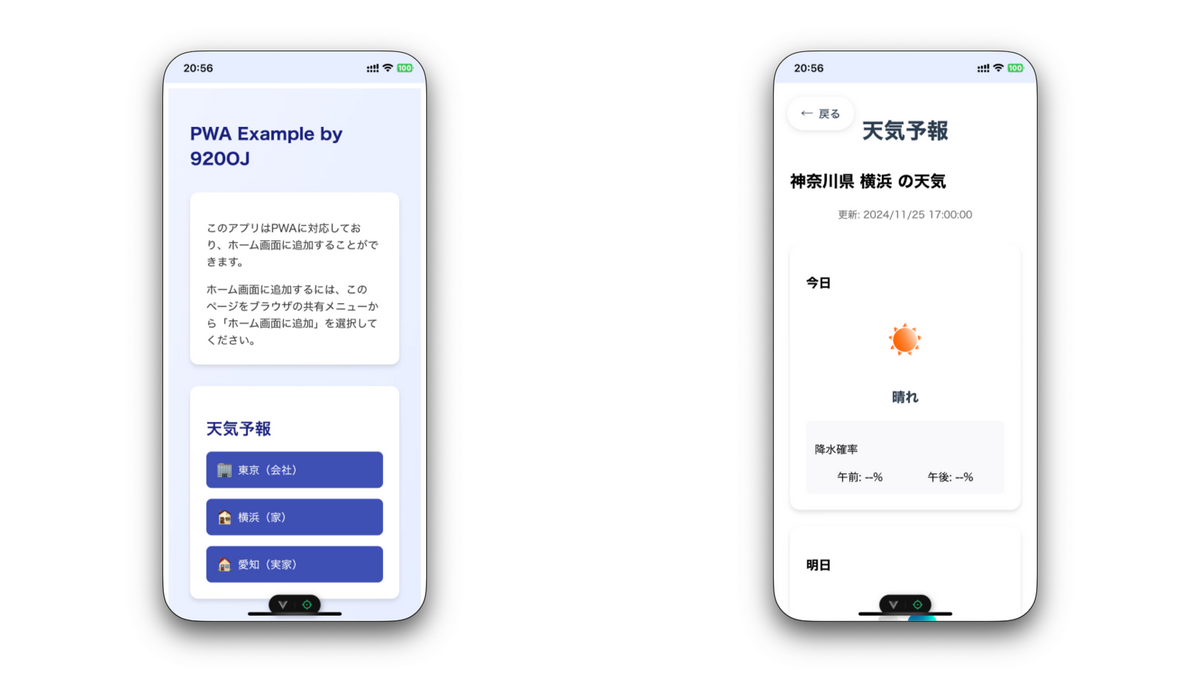 20:56
100
PWA Example by
920OJ
このアプリはPWAに対応してお
り、ホーム画面に追加することがで
きます。
ホーム画面に追加するには、この
ページをブラウザの共有メニューか
ら「ホーム画面に追加」を選択して
ください。
天気予報
東京（会社）
横浜（家）
愛知（実家）
20:56
100
← 戻る
天気予報
神奈川県 横浜 の天気
更新: 2024/11/25 17:00:00
今日
晴れ
降水確率
午前: --% 午後: --%
明日